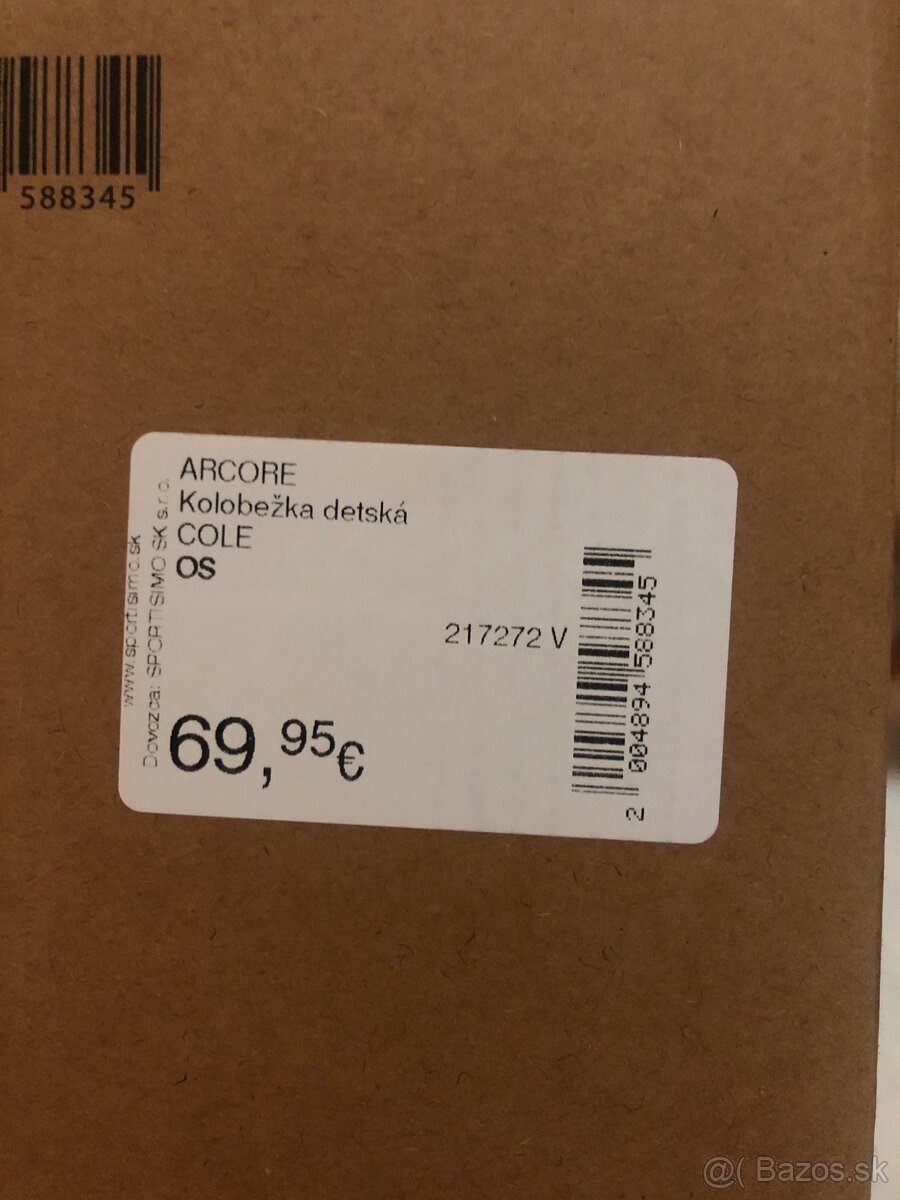 588345
ARCORE
Kolobežka detská
COLE
OS
www.sportisimo.sk
Dovozca: SPORTISIMO SK s.r.o.
217272 V
69,95€
2 004894 588345
@( Bazos.sk